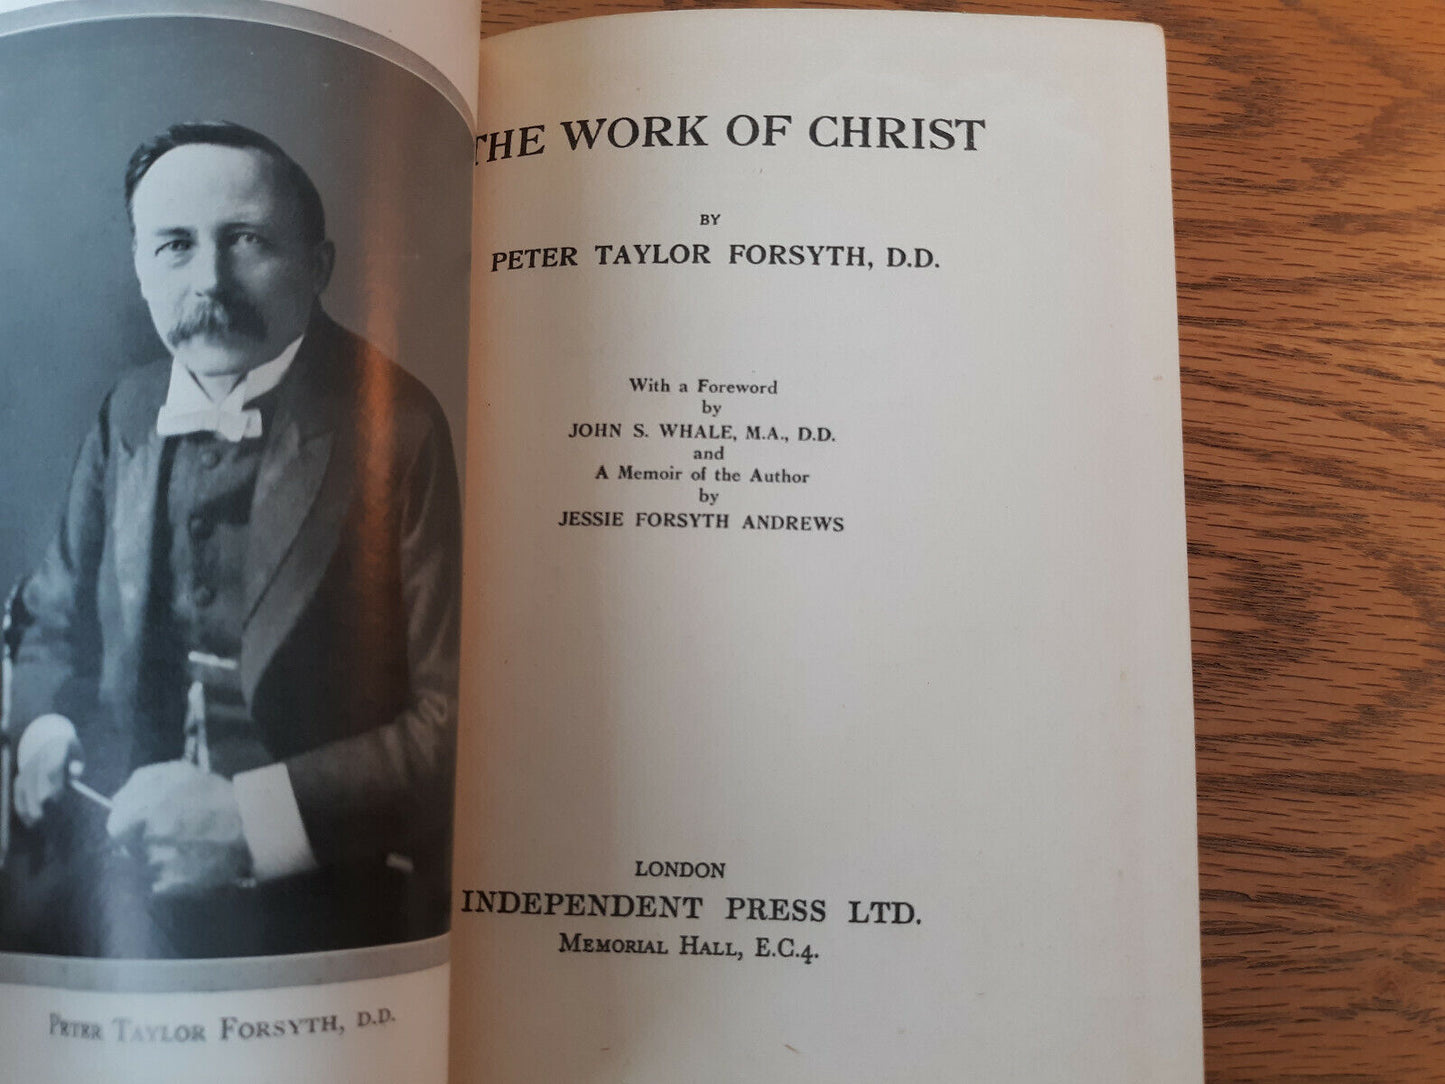 THE WORK OF CHRIST
BY
PETER TAYLOR FORSYTH, D.D.
With a Foreword
by
JOHN S. WHALE, M.A., D.D.
and
A Memoir of the Author
by
JESSIE FORSYTH ANDREWS
LONDON
INDEPENDENT PRESS LTD.
MEMORIAL HALL, E.C.4.
PETER TAYLOR FORSYTH, D.D.